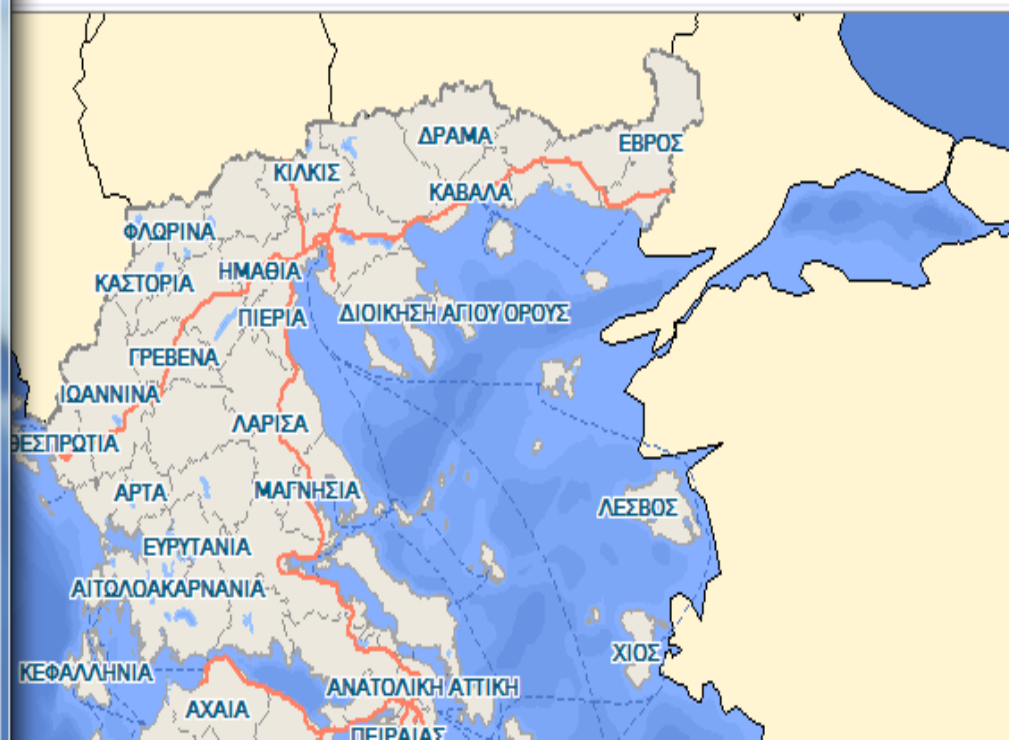 ΔΡΑΜΑ
ΕΒΡΟΣ
ΚΙΛΚΙΣ
ΚΑΒΑΛΑ
ΦΛΩΡΙΝΑ
ΗΜΑΘΙΑ
ΚΑΣΤΟΡΙΑ
ΠΙΕΡΙΑ
ΔΙΟΙΚΗΣΗ ΑΓΙΟΥ ΟΡΟΥΣ
ΓΡΕΒΕΝΑ
ΙΩΑΝΝΙΝΑ
ΛΑΡΙΣΑ
ΘΕΣΠΡΩΤΙΑ
ΑΡΤΑ
ΜΑΓΝΗΣΙΑ
ΛΕΣΒΟΣ
ΕΥΡΥΤΑΝΙΑ
ΑΙΤΩΛΟΑΚΑΡΝΑΝΙΑ
ΧΙΟΣ
ΚΕΦΑΛΛΗΝΙΑ
ΑΝΑΤΟΛΙΚΗ ΑΤΤΙΚΗ
ΑΧΑΙΑ
ΠΕΙΡΑΙΑΣ